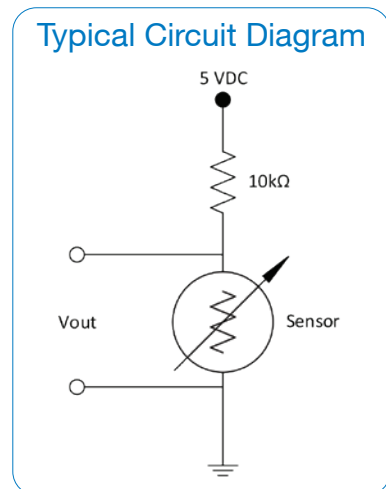 Typical Circuit Diagram
5 VDC
10kΩ
Vout
Sensor